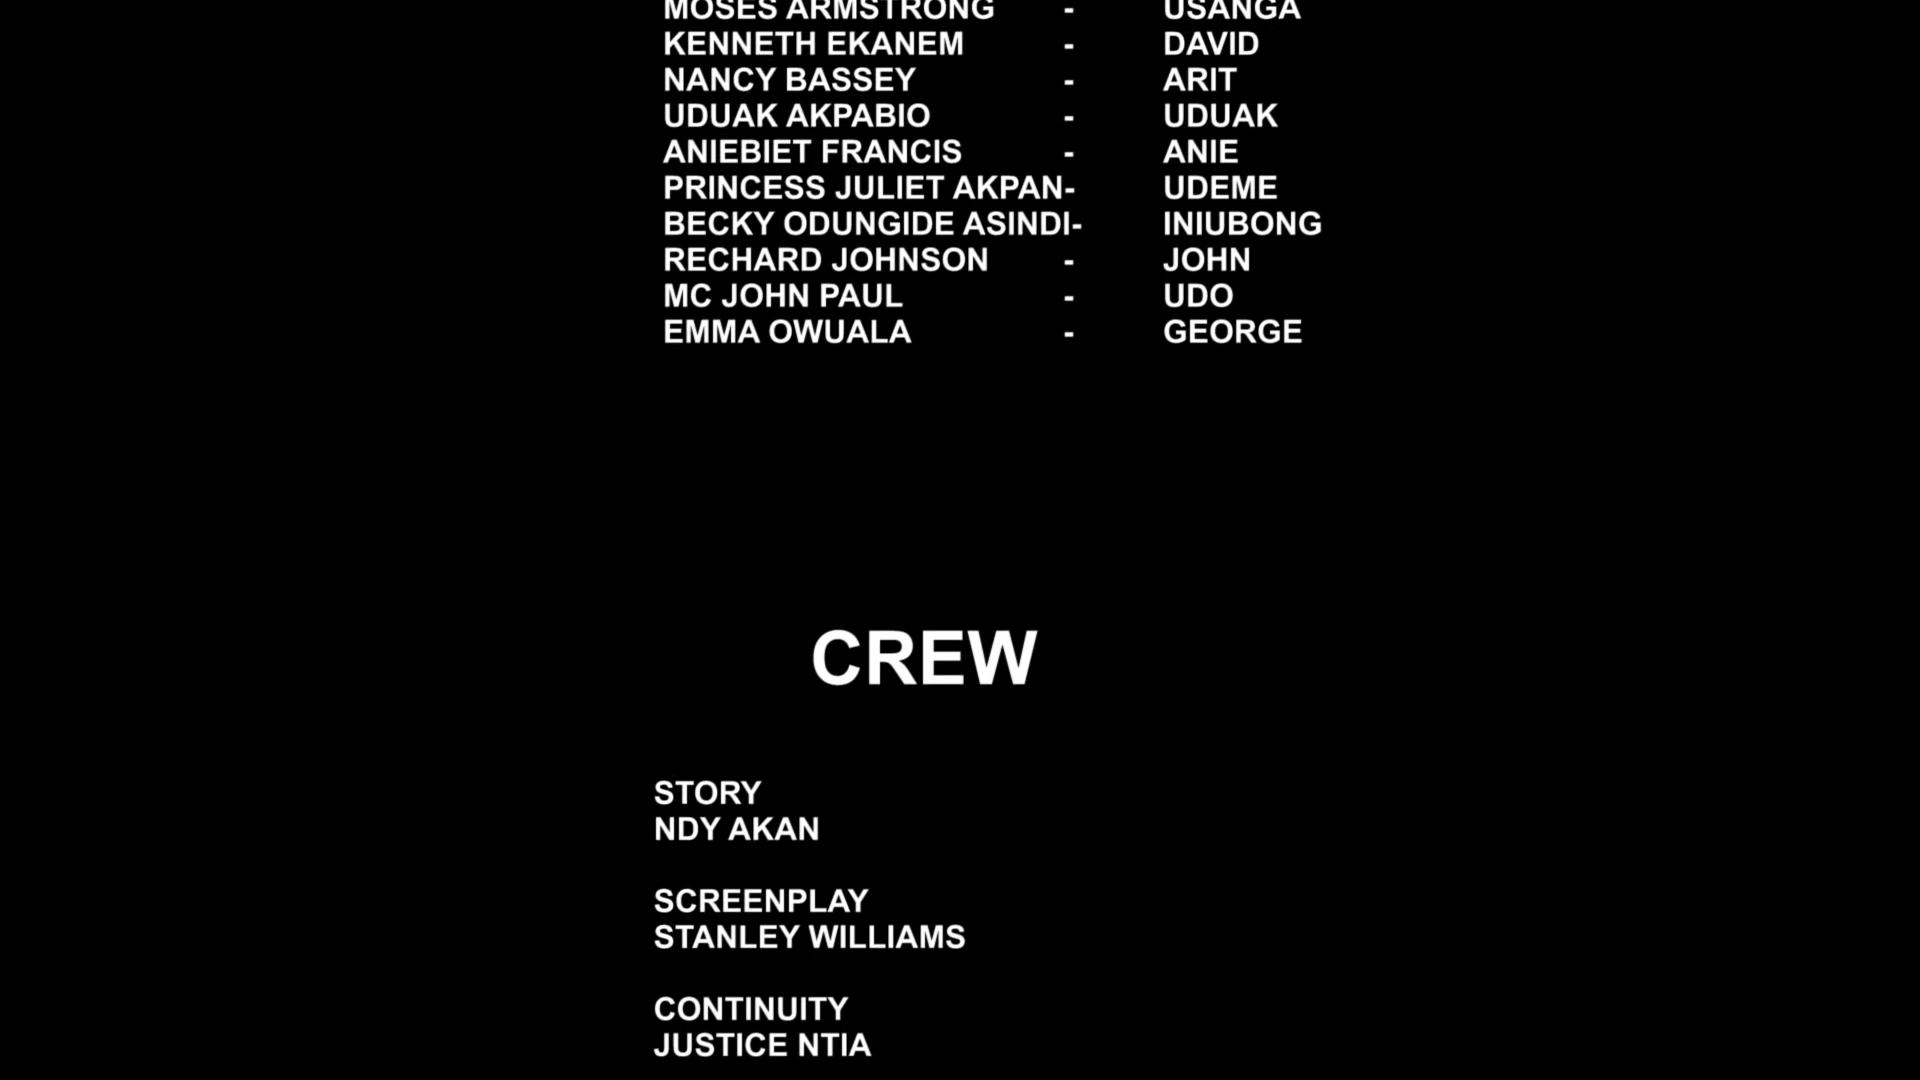 MOSES ARMSTRONG - USANGA
KENNETH EKANEM - DAVID
NANCY BASSEY - ARIT
UDUAK AKPABIO - UDUAK
ANIEBIET FRANCIS - ANIE
PRINCESS JULIET AKPAN- UDEME
BECKY ODUNGIDE ASINDI- INIUBONG
RECHARD JOHNSON - JOHN
MC JOHN PAUL - UDO
EMMA OWUALA - GEORGE
CREW
STORY
NDY AKAN
SCREENPLAY
STANLEY WILLIAMS
CONTINUITY
JUSTICE NTIA